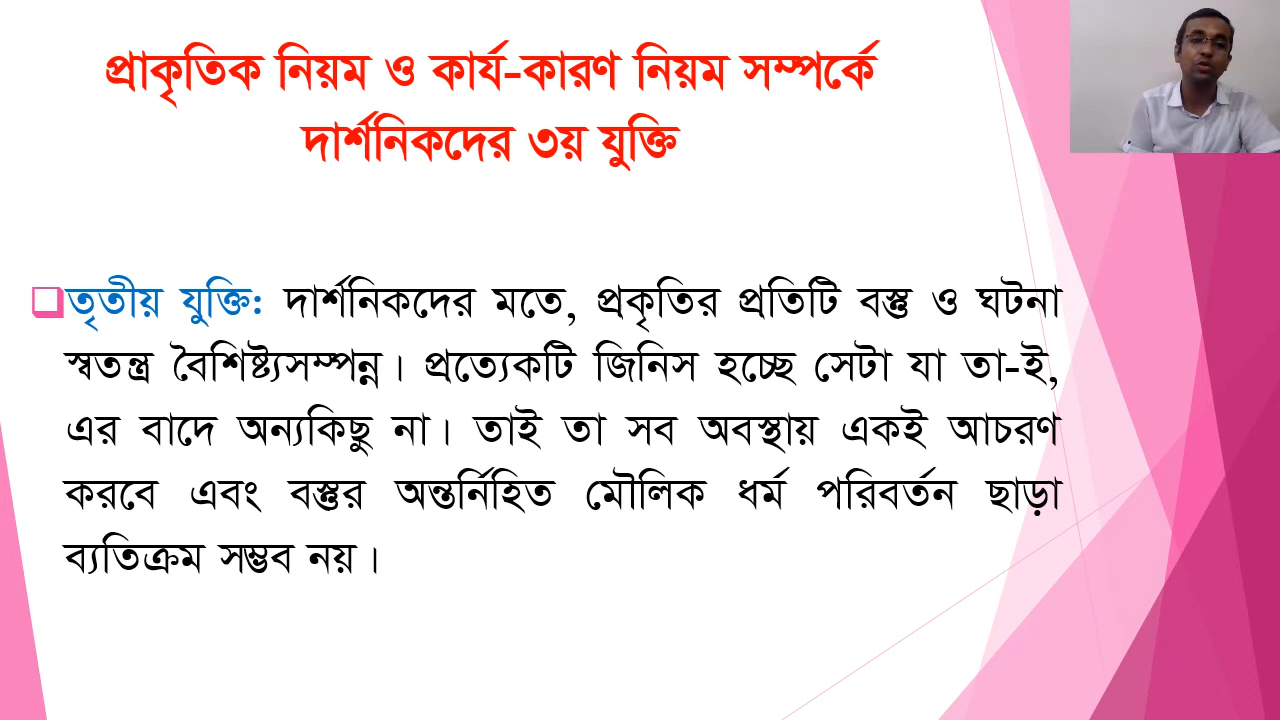 প্রাকৃতিক নিয়ম ও কার্য-কারণ নিয়ম সম্পর্কে
দার্শনিকদের ৩য় যুক্তি
তৃতীয় যুক্তি: দার্শনিকদের মতে, প্রকৃতির প্রতিটি বস্তু ও ঘটনা
স্বতন্ত্র বৈশিষ্ট্যসম্পন্ন। প্রত্যেকটি জিনিস হচ্ছে সেটা যা তা-ই,
এর বাদে অন্যকিছু না। তাই তা সব অবস্থায় একই আচরণ
করবে এবং বস্তুর অন্তর্নিহিত মৌলিক ধর্ম পরিবর্তন ছাড়া
ব্যতিক্রম সম্ভব নয়।